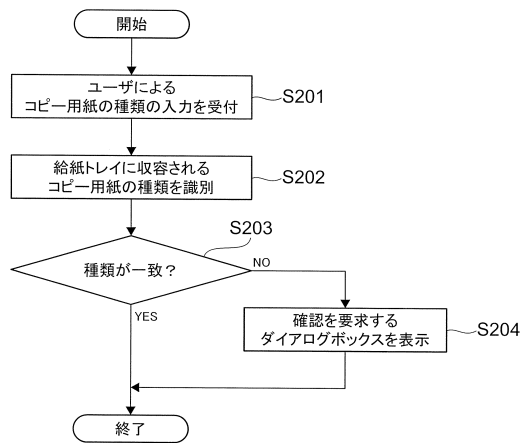 開始
ユーザによる
コピー用紙の種類の入力を受付
S201
給紙トレイに収容される
コピー用紙の種類を識別
S202
S203
種類が一致？
NO
YES
確認を要求する
ダイアログボックスを表示
S204
終了